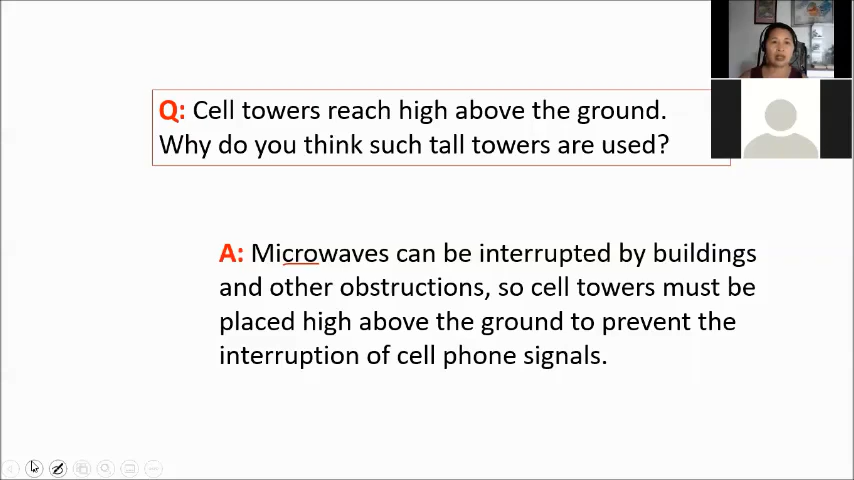 Q: Cell towers reach high above the ground.
Why do you think such tall towers are used?
A: Microwaves can be interrupted by buildings
and other obstructions, so cell towers must be
placed high above the ground to prevent the
interruption of cell phone signals.